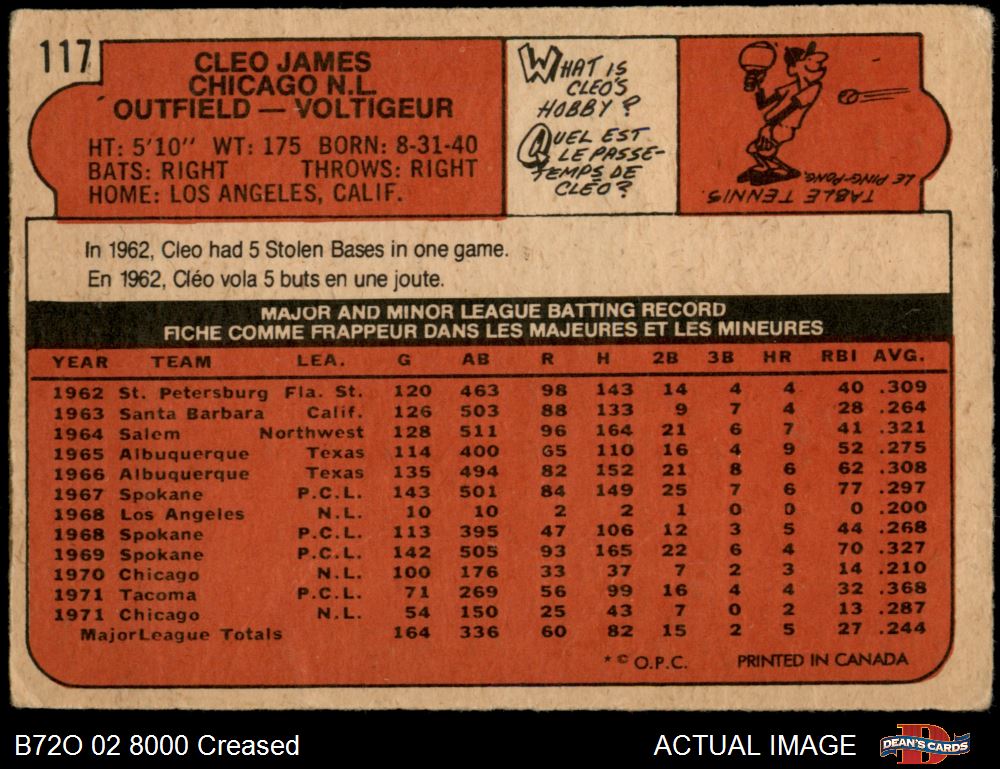 117
CLEO JAMES
CHICAGO N.L.
OUTFIELD — VOLTIGEUR
HT: 5'10" WT: 175 BORN: 8-31-40
BATS: RIGHT THROWS: RIGHT
HOME: LOS ANGELES, CALIF.
WHAT IS
CLEO'S
HOBBY?
QUEL EST
LE PASSE-
TEMPS DE
CLÉO?
TABLE TENNIS.
LE PING-PONG.
In 1962, Cleo had 5 Stolen Bases in one game.
En 1962, Cléo vola 5 buts en une joute.
MAJOR AND MINOR LEAGUE BATTING RECORD
FICHE COMME FRAPPEUR DANS LES MAJEURES ET LES MINEURES
YEAR TEAM LEA. G AB R H 2B 3B HR RBI AVG.
1962 St. Petersburg Fla. St. 120 463 98 143 14 4 4 40 .309
1963 Santa Barbara Calif. 126 503 88 133 9 7 4 28 .264
1964 Salem Northwest 128 511 96 164 21 6 7 41 .321
1965 Albuquerque Texas 114 400 G5 110 16 4 9 52 .275
1966 Albuquerque Texas 135 494 82 152 21 8 6 62 .308
1967 Spokane P.C.L. 143 501 84 149 25 7 6 77 .297
1968 Los Angeles N.L. 10 10 2 2 1 0 0 0 .200
1968 Spokane P.C.L. 113 395 47 106 12 3 5 44 .268
1969 Spokane P.C.L. 142 505 93 165 22 6 4 70 .327
1970 Chicago N.L. 100 176 33 37 7 2 3 14 .210
1971 Tacoma P.C.L. 71 269 56 99 16 4 4 32 .368
1971 Chicago N.L. 54 150 25 43 7 0 2 13 .287
Major League Totals 164 336 60 82 15 2 5 27 .244
* © O.P.C. PRINTED IN CANADA
B72O 02 8000 Creased ACTUAL IMAGE DEAN'S CARDS